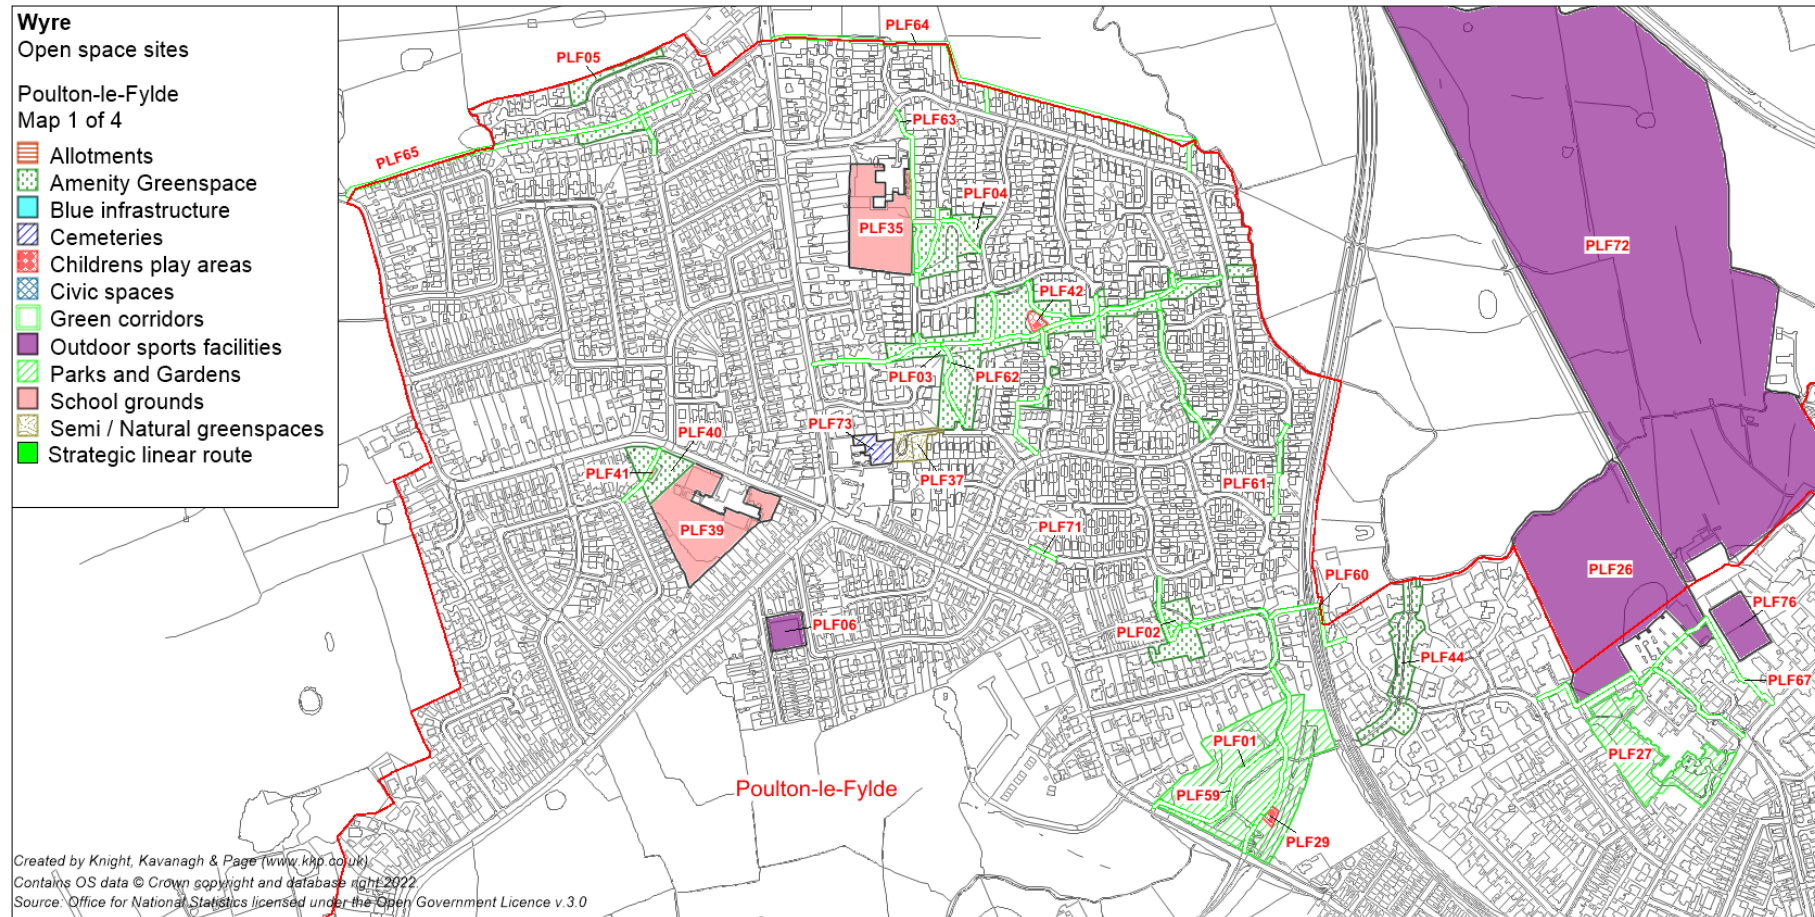 Wyre
Open space sites
Poulton-le-Fylde
Map 1 of 4
Allotments
Amenity Greenspace
Blue infrastructure
Cemeteries
Childrens play areas
Civic spaces
Green corridors
Outdoor sports facilities
Parks and Gardens
School grounds
Semi / Natural greenspaces
Strategic linear route
PLF64
PLF05
PLF63
PLF65
PLF04
PLF35
PLF72
PLF42
PLF03
PLF62
PLF73
PLF40
PLF41
PLF37
PLF61
PLF39
PLF71
PLF26
PLF60
PLF76
PLF06
PLF02
PLF44
PLF67
PLF01
PLF27
PLF59
Poulton-le-Fylde
PLF29
Created by Knight, Kavanagh & Page (www.kkp.co.uk)
Contains OS data © Crown copyright and database right 2022.
Source: Office for National Statistics licensed under the Open Government Licence v.3.0